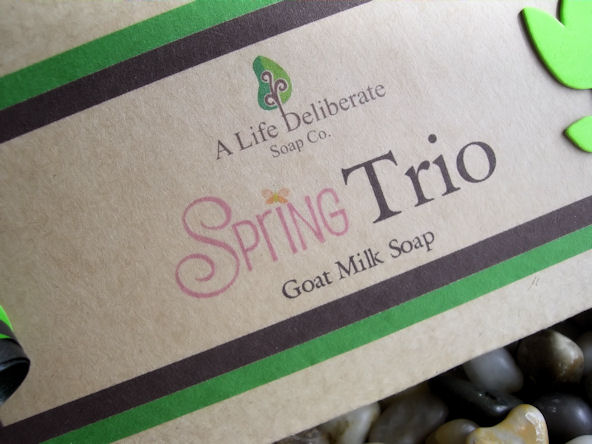 A Life Deliberate
Soap Co.
Spring Trio
Goat Milk Soap